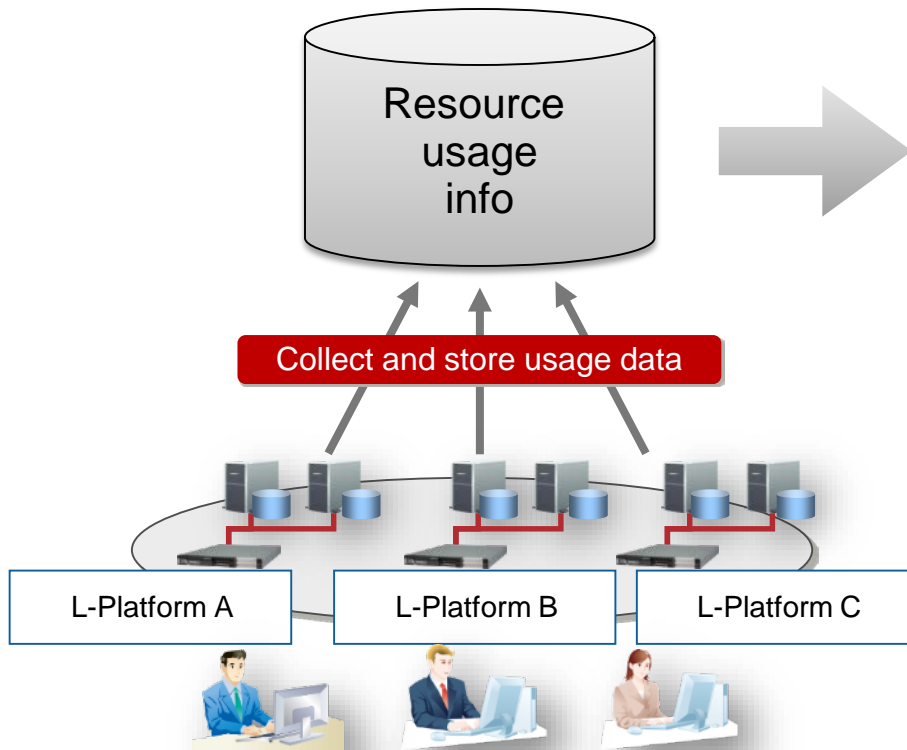 Resource
usage
info
Collect and store usage data
L-Platform A
L-Platform B
L-Platform C